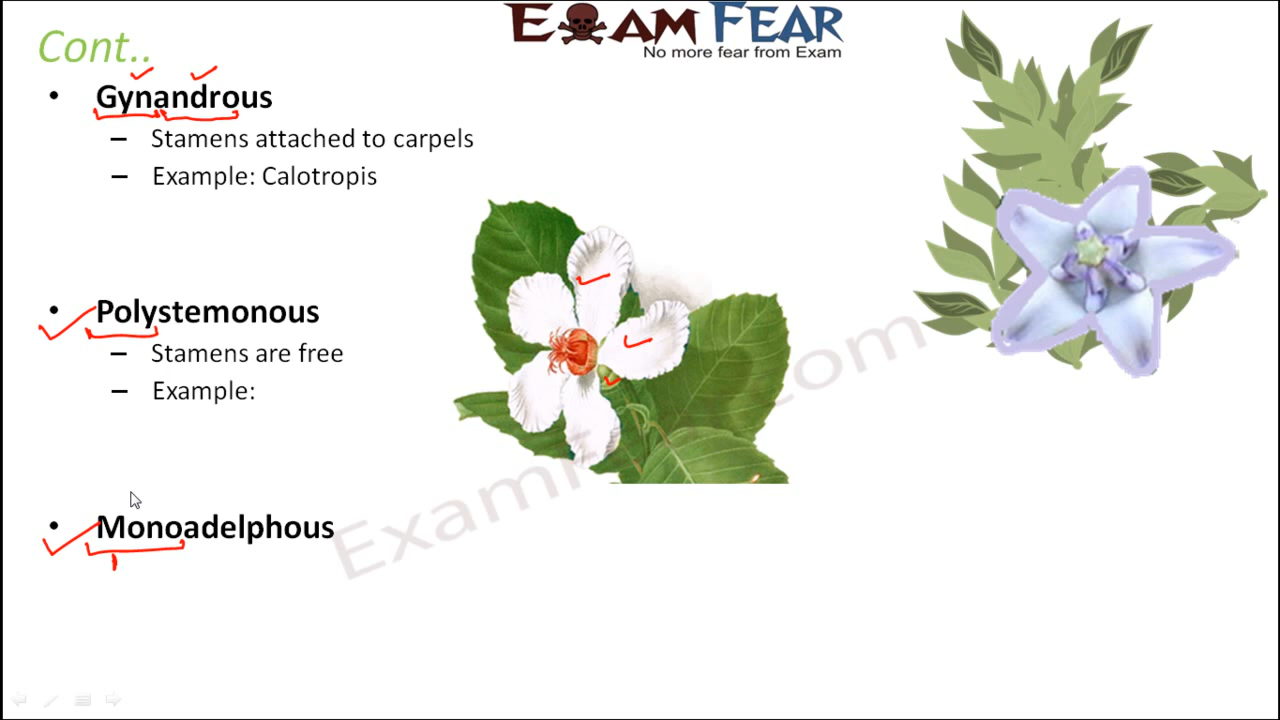 EXAM FEAR
No more fear from Exam
Cont..
• Gynandrous
– Stamens attached to carpels
– Example: Calotropis
• Polystemonous
– Stamens are free
– Example:
• Monoadelphous